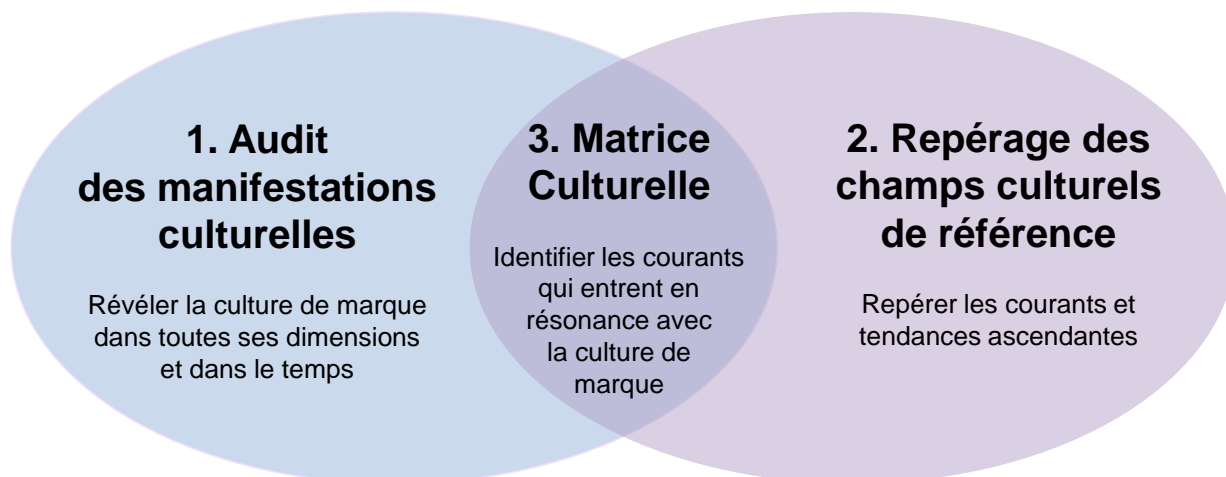 1. Audit
des manifestations
culturelles
Révéler la culture de marque
dans toutes ses dimensions
et dans le temps
3. Matrice
Culturelle
Identifier les courants
qui entrent en
résonance avec
la culture de
marque
2. Repérage des
champs culturels
de référence
Repérer les courants et
tendances ascendantes